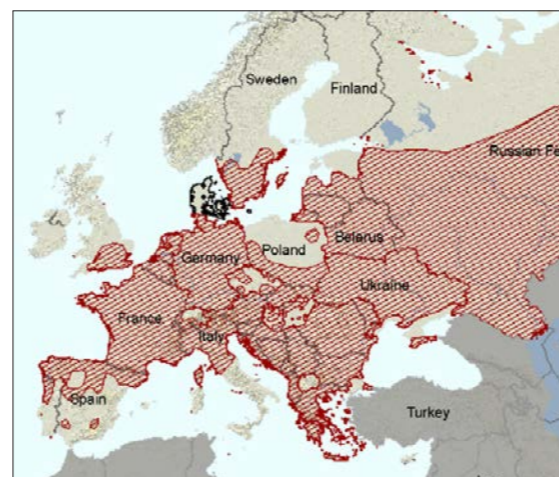 Sweden
Finland
Russian Fe
Poland
Belarus
Germany
Ukraine
France
Italy
Spain
Turkey